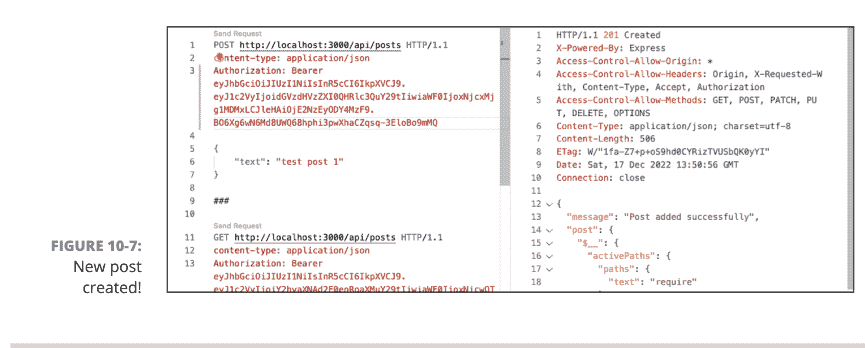 FIGURE 10-7:
New post
created!
Send Request
1 POST http://localhost:3000/api/posts HTTP/1.1
2 content-type: application/json
3 Authorization: Bearer
eyJhbGciOiJIUzI1NiIsInR5cCI6IkpXVCJ9.
eyJ1c2VyIjoidGVzdHVzZXI0QHRlc3QuY29tIiwiaWF0IjoxNjcxMj
g1MDMxLCJleHAiOjE2NzEyODY4MzF9.
BO6Xg6wN6Md8UWQ68hphi3pwXhaCZqsq-3EloBo9mMQ
4
5 {
6 "text": "test post 1"
7 }
8
9 ###
10
Send Request
11 GET http://localhost:3000/api/posts HTTP/1.1
12 content-type: application/json
13 Authorization: Bearer
eyJhbGciOiJIUzI1NiIsInR5cCI6IkpXVCJ9.
1 HTTP/1.1 201 Created
2 X-Powered-By: Express
3 Access-Control-Allow-Origin: *
4 Access-Control-Allow-Headers: Origin, X-Requested-W
ith, Content-Type, Accept, Authorization
5 Access-Control-Allow-Methods: GET, POST, PATCH, PU
T, DELETE, OPTIONS
6 Content-Type: application/json; charset=utf-8
7 Content-Length: 506
8 ETag: W/"1fa-Z7+p+oS9hd0CYRizTVUSbQK0yYI"
9 Date: Sat, 17 Dec 2022 13:50:56 GMT
10 Connection: close
11
12 {
13 "message": "Post added successfully",
14 "post": {
15 "$__": {
16 "activePaths": {
17 "paths": {
18 "text": "require"